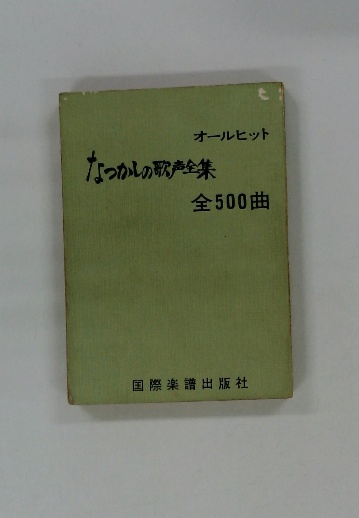 オールヒット
なつかしの歌声全集
全500曲
国際楽譜出版社